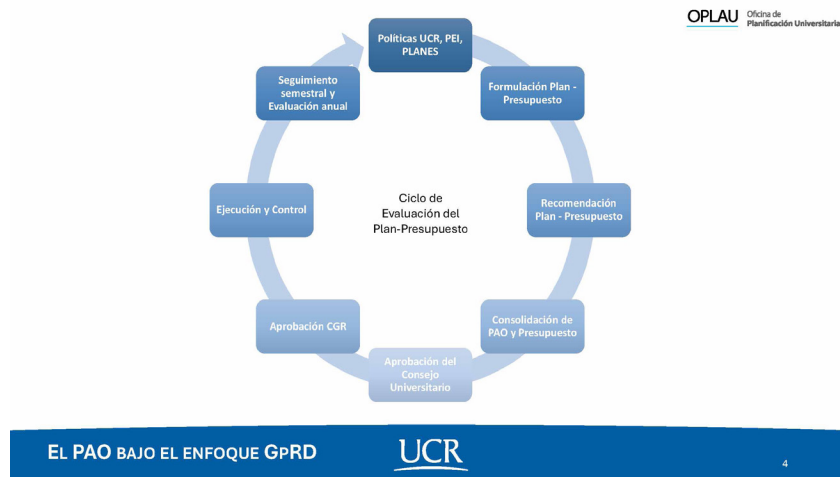 OPLAU
Oficina de
Planificación Universitaria
Políticas UCR, PEI,
PLANES
Formulación Plan -
Presupuesto
Recomendación
Plan - Presupuesto
Consolidación de
PAO y Presupuesto
Aprobación del
Consejo
Universitario
Aprobación CGR
Ejecución y Control
Seguimiento
semestral y
Evaluación anual
Ciclo de
Evaluación del
Plan-Presupuesto
EL PAO BAJO EL ENFOQUE GPRD
UCR
4